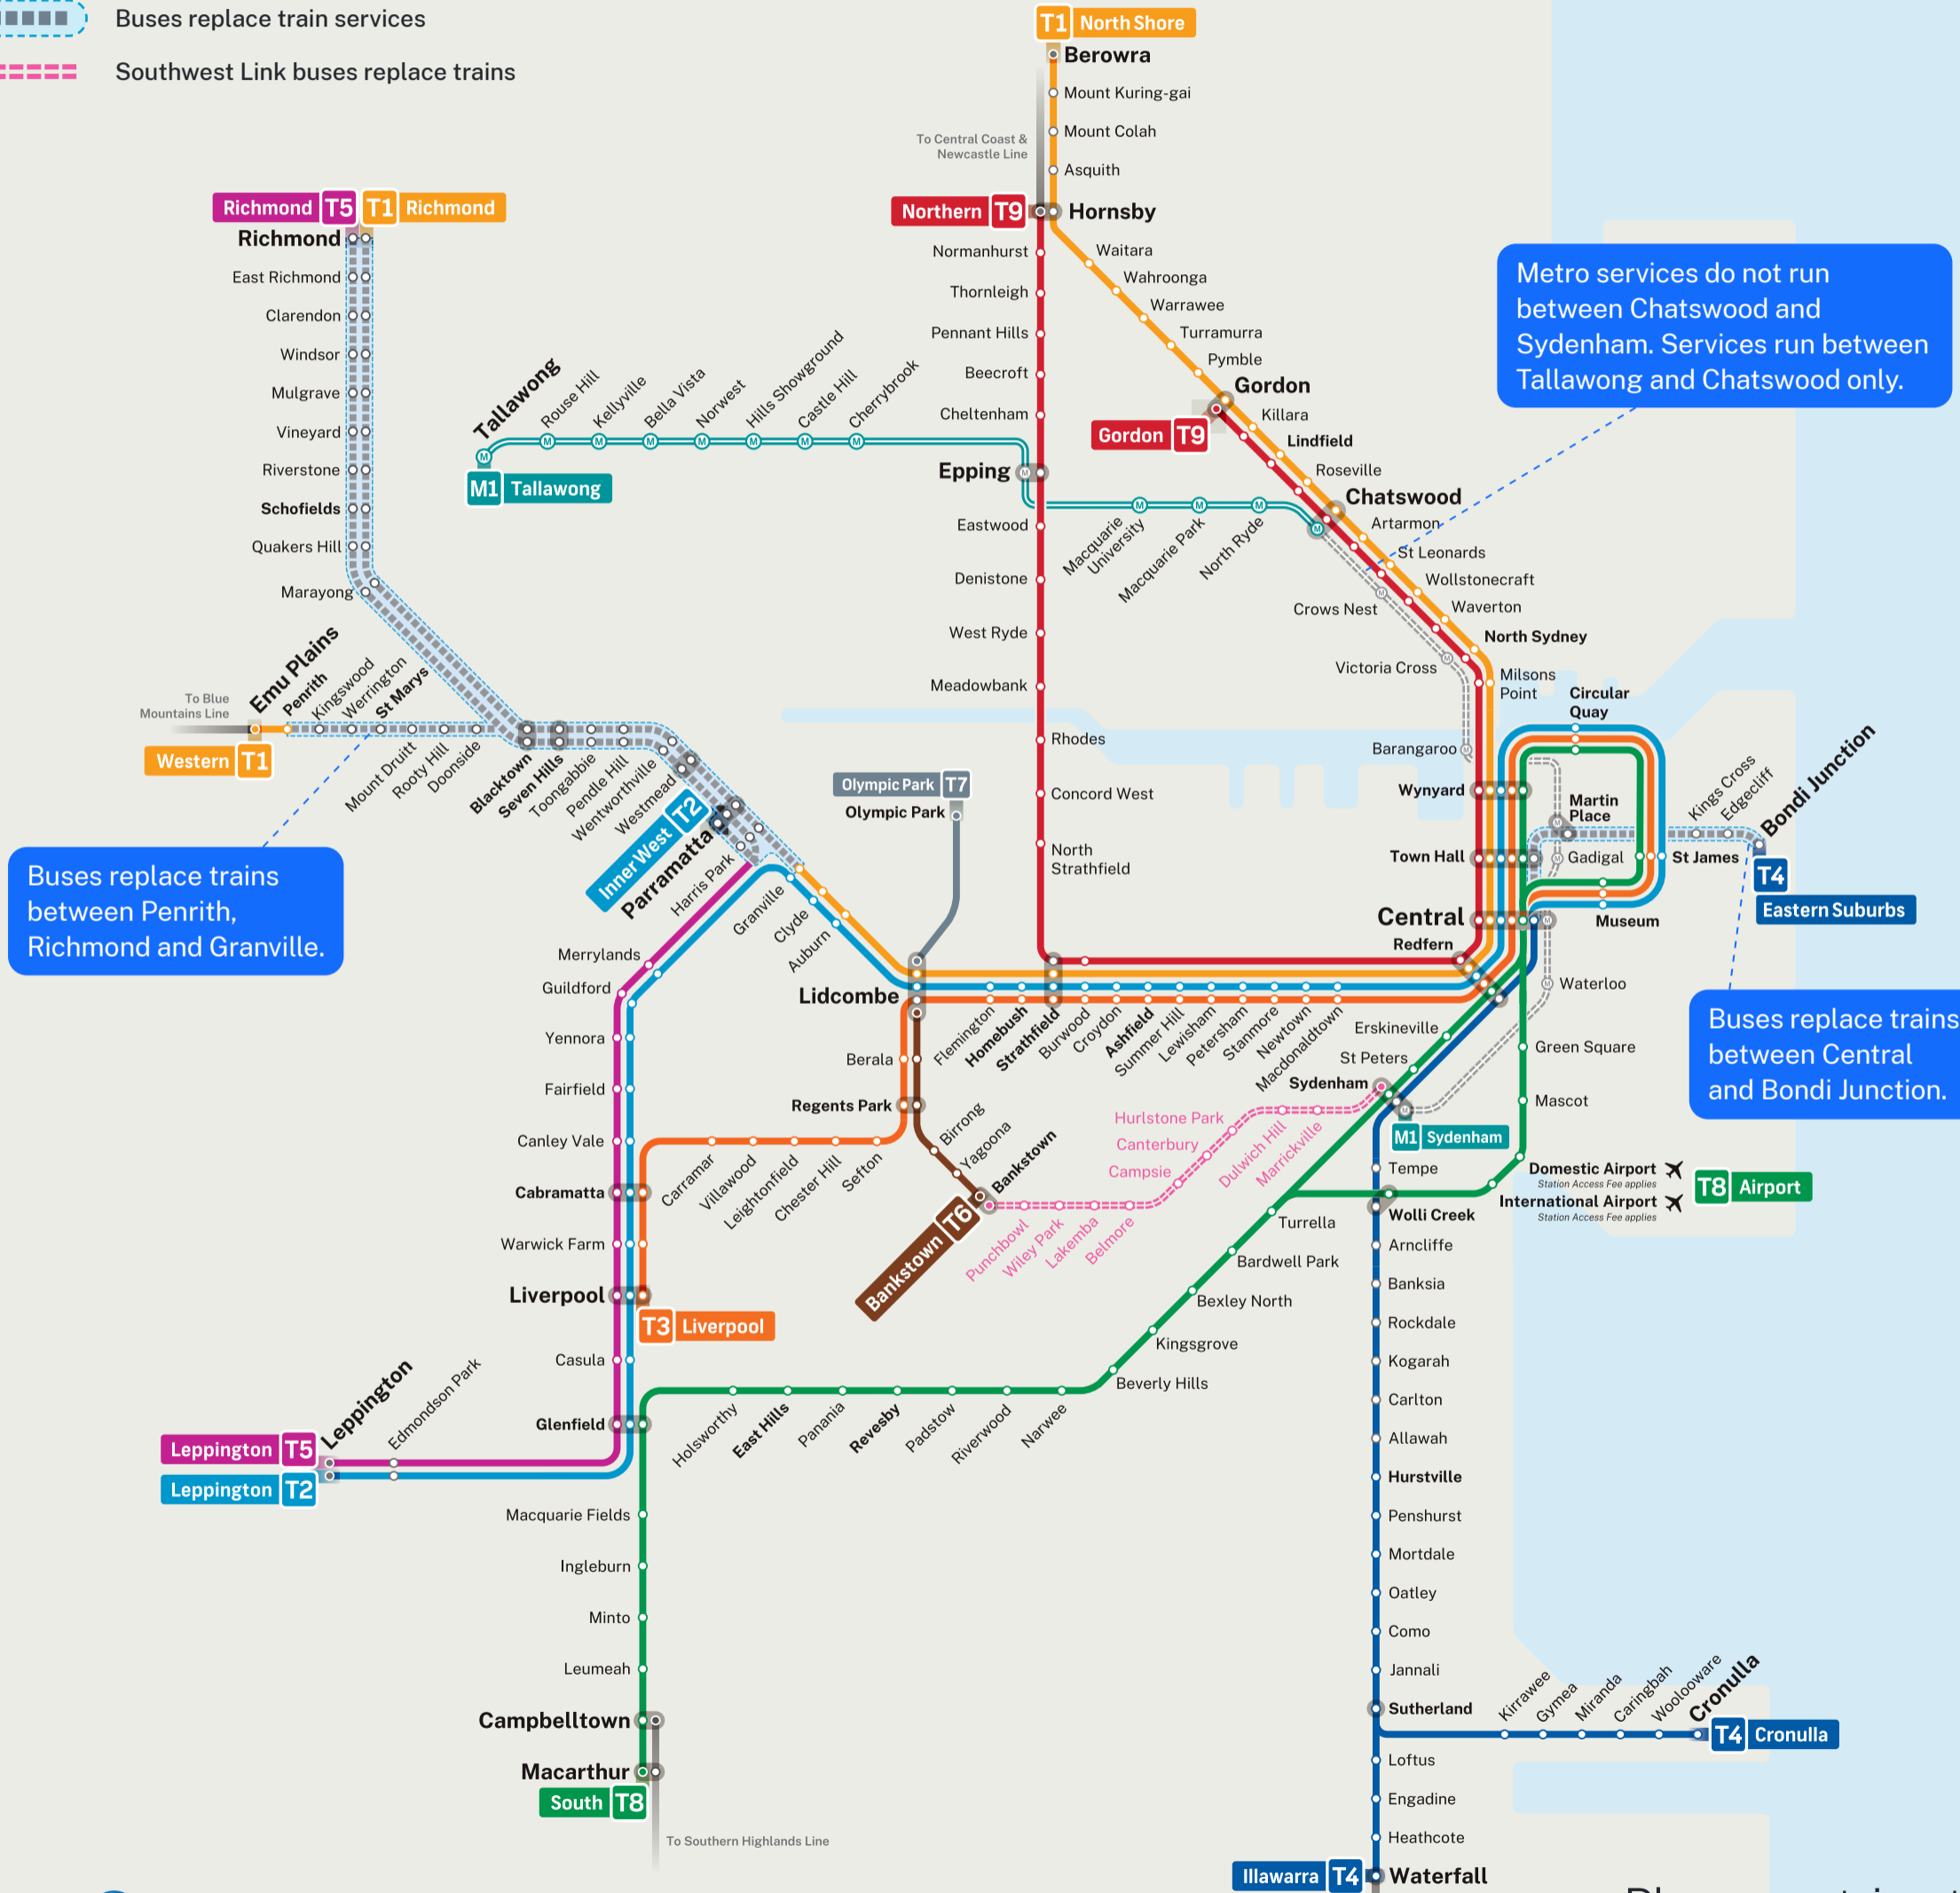 Buses replace train services
Southwest Link buses replace trains
T1 North Shore
Berowra
Mount Kuring-gai
Mount Colah
Asquith
To Central Coast &
Newcastle Line
Northern T9
Hornsby
Richmond T5
T1 Richmond
Richmond
East Richmond
Clarendon
Windsor
Mulgrave
Vineyard
Riverstone
Schofields
Quakers Hill
Marayong
Normanhurst
Thornleigh
Pennant Hills
Beecroft
Cheltenham
Epping
Eastwood
Denistone
West Ryde
Meadowbank
Rhodes
Concord West
North
Strathfield
Waitara
Wahroonga
Warrawee
Turramurra
Pymble
Gordon
Gordon T9
Killara
Lindfield
Roseville
Chatswood
Artarmon
St Leonards
Wollstonecraft
Waverton
North Sydney
Milsons
Point
Metro services do not run
between Chatswood and
Sydenham. Services run between
Tallawong and Chatswood only.
Tallawong
M1 Tallawong
Rouse Hill
Kellyville
Bella Vista
Norwest
Hills Showground
Castle Hill
Cherrybrook
M
M
M
M
M
M
M
M
M
M
M
M
M
Macquarie
University
Macquarie Park
North Ryde
Crows Nest
M
Victoria Cross
M
Barangaroo
M
To Blue
Mountains Line
Western T1
Emu Plains
Penrith
Kingswood
Werrington
St Marys
Mount Druitt
Rooty Hill
Doonside
Blacktown
Seven Hills
Toongabbie
Pendle Hill
Wentworthville
Westmead
Inner West T2
Parramatta
Harris Park
Granville
Clyde
Auburn
Buses replace trains
between Penrith,
Richmond and Granville.
Olympic Park T7
Olympic Park
Circular
Quay
Wynyard
Martin
Place
M
Town Hall
Gadigal
M
St James
Kings Cross
Edgecliff
Bondi Junction
T4
Eastern Suburbs
Central
M
Museum
Redfern
Waterloo
M
Buses replace trains
between Central
and Bondi Junction.
Merrylands
Guildford
Yennora
Fairfield
Canley Vale
Cabramatta
Warwick Farm
Liverpool
T3 Liverpool
Casula
Glenfield
Lidcombe
Flemington
Homebush
Strathfield
Burwood
Croydon
Ashfield
Summer Hill
Lewisham
Petersham
Stanmore
Newtown
Macdonaldtown
Berala
Regents Park
Birrong
Yagoona
Bankstown
Bankstown T6
Carramar
Villawood
Leightonfield
Chester Hill
Sefton
Erskineville
St Peters
Sydenham
M
M1 Sydenham
Hurlstone Park
Canterbury
Campsie
Dulwich Hill
Marrickville
Punchbowl
Wiley Park
Lakemba
Belmore
Green Square
Mascot
Domestic Airport
Station Access Fee applies
International Airport
Station Access Fee applies
T8 Airport
Tempe
Wolli Creek
Turrella
Bardwell Park
Bexley North
Kingsgrove
Beverly Hills
Narwee
Riverwood
Padstow
Revesby
Panania
East Hills
Holsworthy
Arncliffe
Banksia
Rockdale
Kogarah
Carlton
Allawah
Hurstville
Penshurst
Mortdale
Oatley
Como
Jannali
Sutherland
Loftus
Engadine
Heathcote
Illawarra T4
Waterfall
Kirrawee
Gymea
Miranda
Caringbah
Woolooware
Cronulla
T4 Cronulla
Leppington
Edmondson Park
Leppington T5
Leppington T2
Macquarie Fields
Ingleburn
Minto
Leumeah
Campbelltown
Macarthur
South T8
To Southern Highlands Line